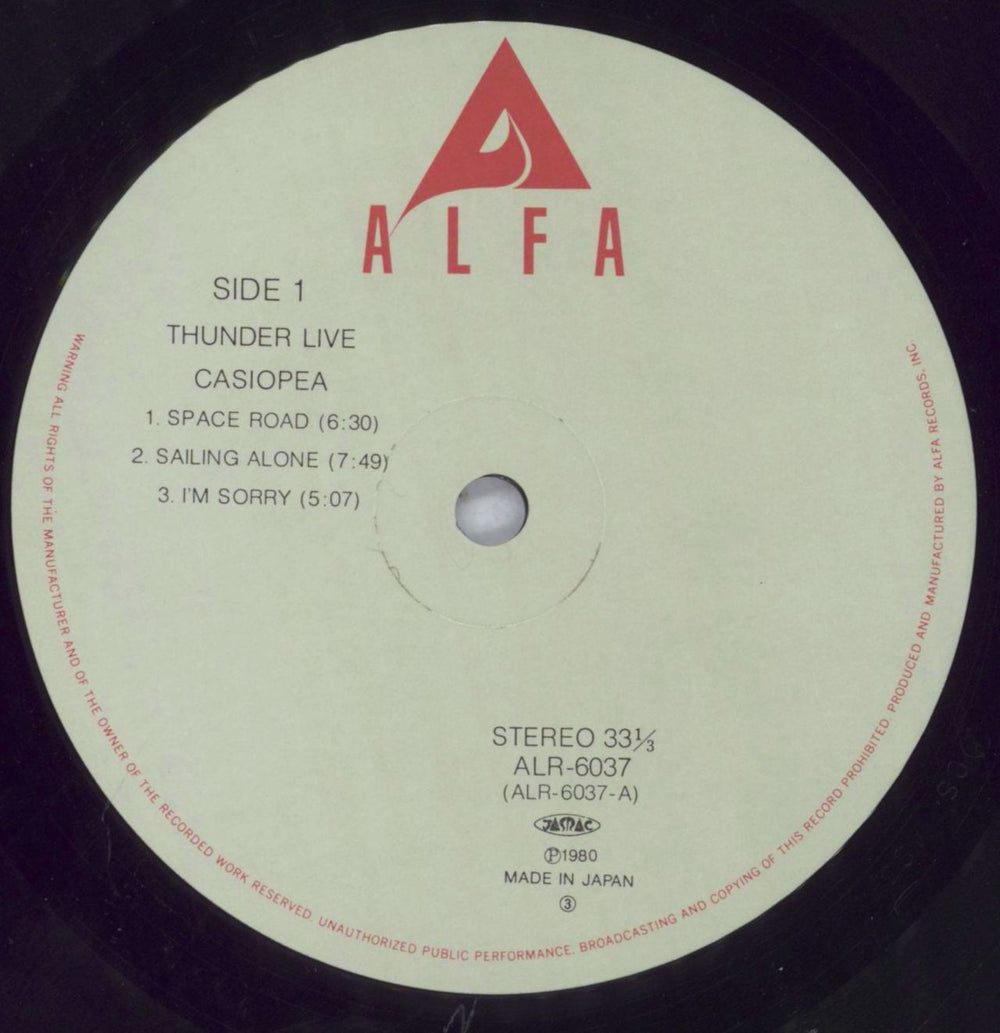 ALFA
SIDE 1
THUNDER LIVE
CASIOPEA
1. SPACE ROAD (6:30)
2. SAILING ALONE (7:49)
3. I'M SORRY (5:07)
STEREO 33⅓
ALR-6037
(ALR-6037-A)
JASRAC
Ⓟ1980
MADE IN JAPAN
③
WARNING ALL RIGHTS OF THE MANUFACTURER AND OF THE OWNER OF THE RECORDED WORK RESERVED. UNAUTHORIZED PUBLIC PERFORMANCE. BROADCASTING AND COPYING OF THIS RECORD PROHIBITED. PRODUCED AND MANUFACTURED BY ALFA RECORDS, INC.